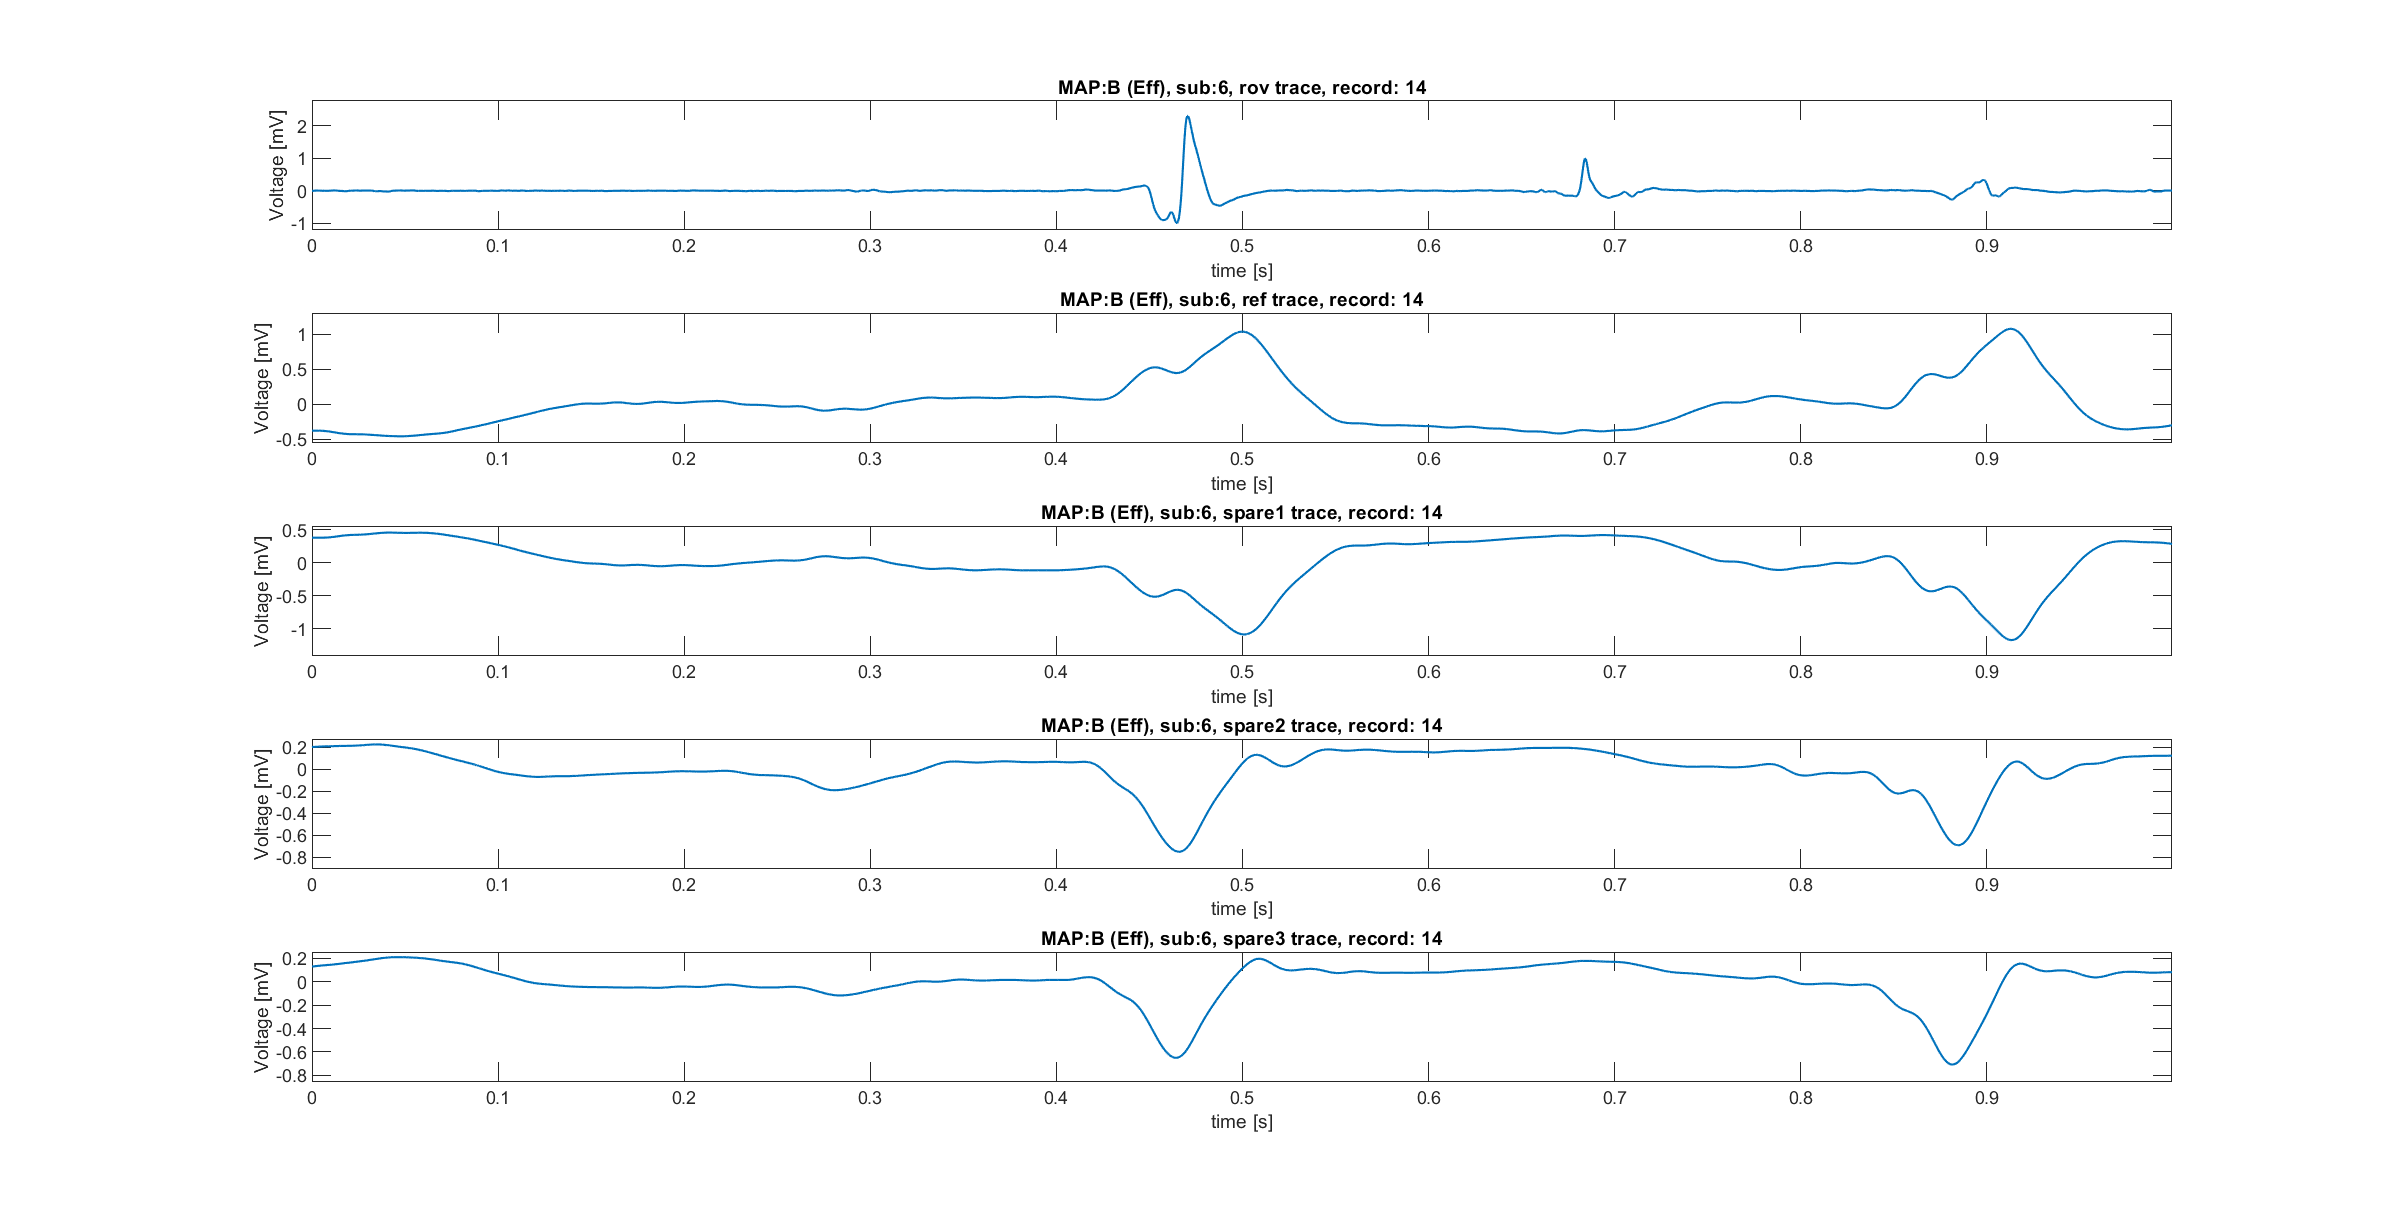 MAP:B (Eff), sub:6, rov trace, record: 14
Voltage [mV]
2
1
0
-1
0 0.1 0.2 0.3 0.4 0.5 0.6 0.7 0.8 0.9
time [s]
MAP:B (Eff), sub:6, ref trace, record: 14
Voltage [mV]
1
0.5
0
-0.5
0 0.1 0.2 0.3 0.4 0.5 0.6 0.7 0.8 0.9
time [s]
MAP:B (Eff), sub:6, spare1 trace, record: 14
Voltage [mV]
0.5
0
-0.5
-1
0 0.1 0.2 0.3 0.4 0.5 0.6 0.7 0.8 0.9
time [s]
MAP:B (Eff), sub:6, spare2 trace, record: 14
Voltage [mV]
0.2
0
-0.2
-0.4
-0.6
-0.8
0 0.1 0.2 0.3 0.4 0.5 0.6 0.7 0.8 0.9
time [s]
MAP:B (Eff), sub:6, spare3 trace, record: 14
Voltage [mV]
0.2
0
-0.2
-0.4
-0.6
-0.8
0 0.1 0.2 0.3 0.4 0.5 0.6 0.7 0.8 0.9
time [s]